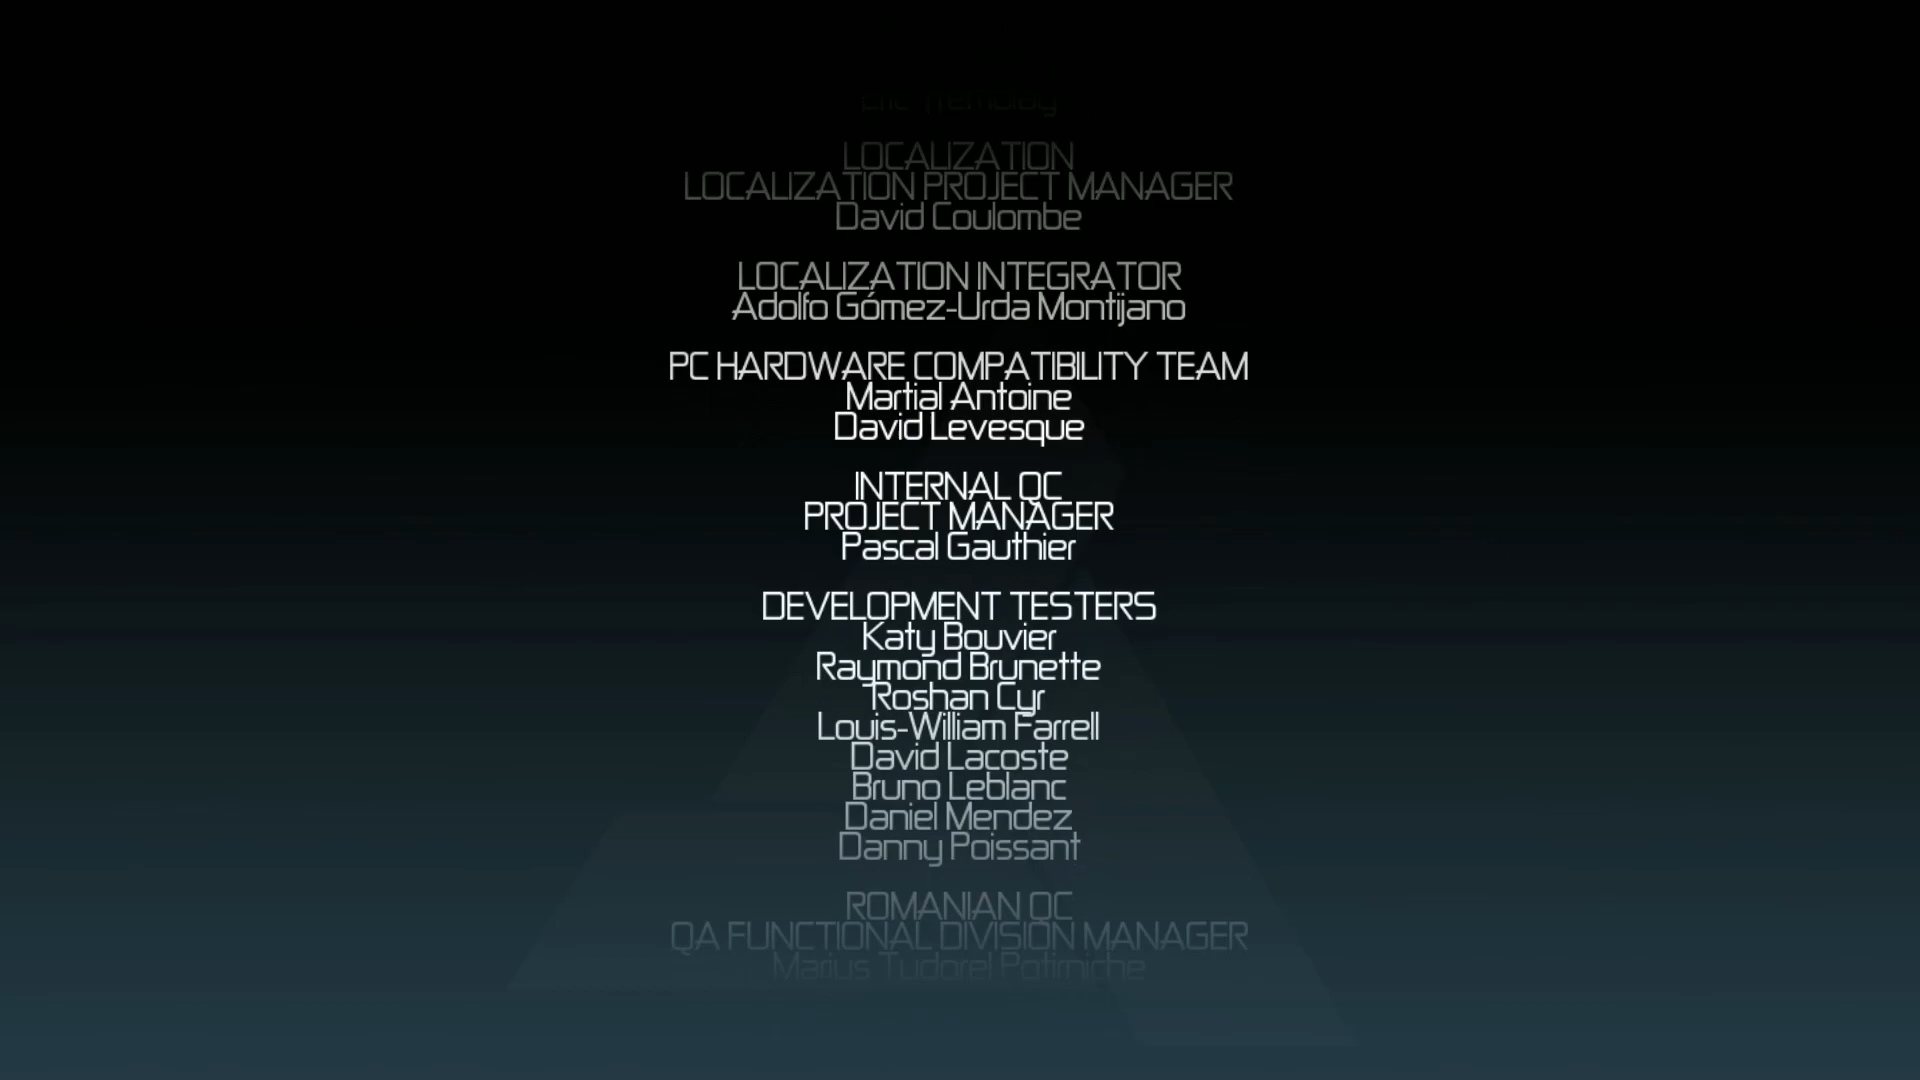 LOCALIZATION
LOCALIZATION PROJECT MANAGER
David Coulombe
LOCALIZATION INTEGRATOR
Adolfo Gómez-Urda Montijano
PC HARDWARE COMPATIBILITY TEAM
Martial Antoine
David Levesque
INTERNAL QC
PROJECT MANAGER
Pascal Gauthier
DEVELOPMENT TESTERS
Katy Bouvier
Raymond Brunette
Roshan Cyr
Louis-William Farrell
David Lacoste
Bruno Leblanc
Daniel Mendez
Danny Poissant
ROMANIAN QC
QA FUNCTIONAL DIVISION MANAGER
Marius Tudorel